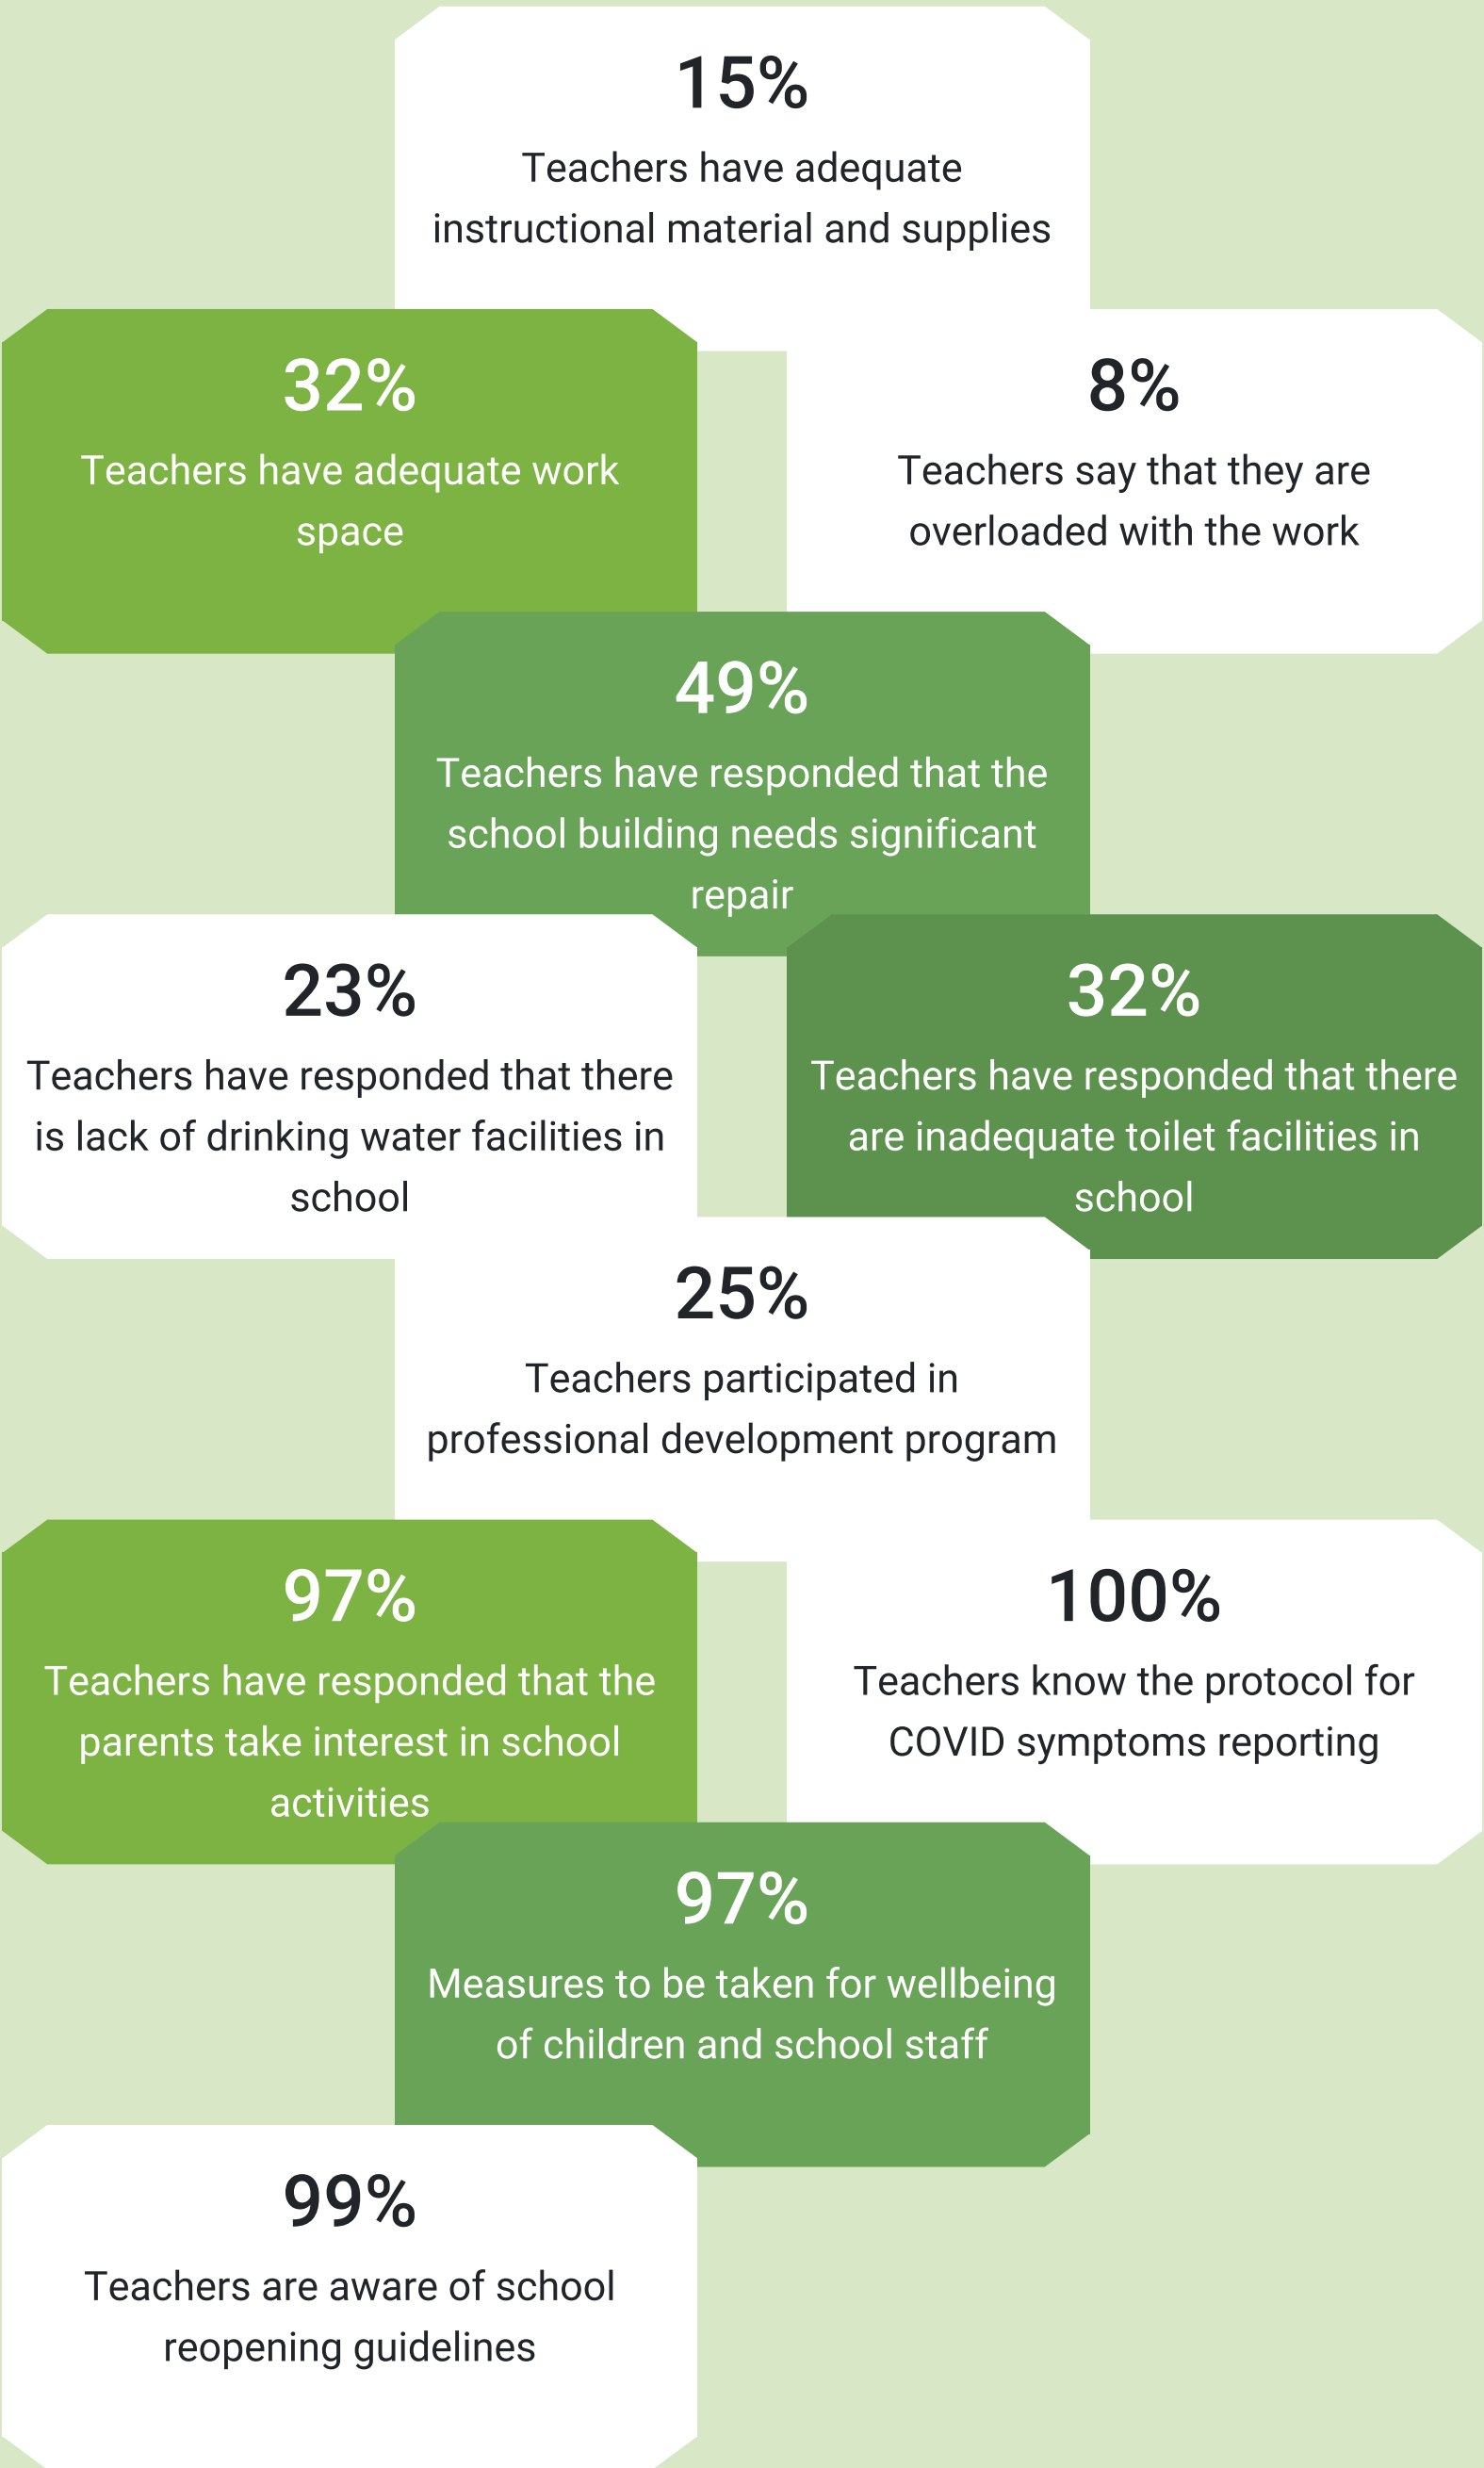 15%
Teachers have adequate
instructional material and supplies
32%
Teachers have adequate work
space
8%
Teachers say that they are
overloaded with the work
49%
Teachers have responded that the
school building needs significant
repair
23%
Teachers have responded that there
is lack of drinking water facilities in
school
32%
Teachers have responded that there
are inadequate toilet facilities in
school
25%
Teachers participated in
professional development program
97%
Teachers have responded that the
parents take interest in school
activities
100%
Teachers know the protocol for
COVID symptoms reporting
97%
Measures to be taken for wellbeing
of children and school staff
99%
Teachers are aware of school
reopening guidelines